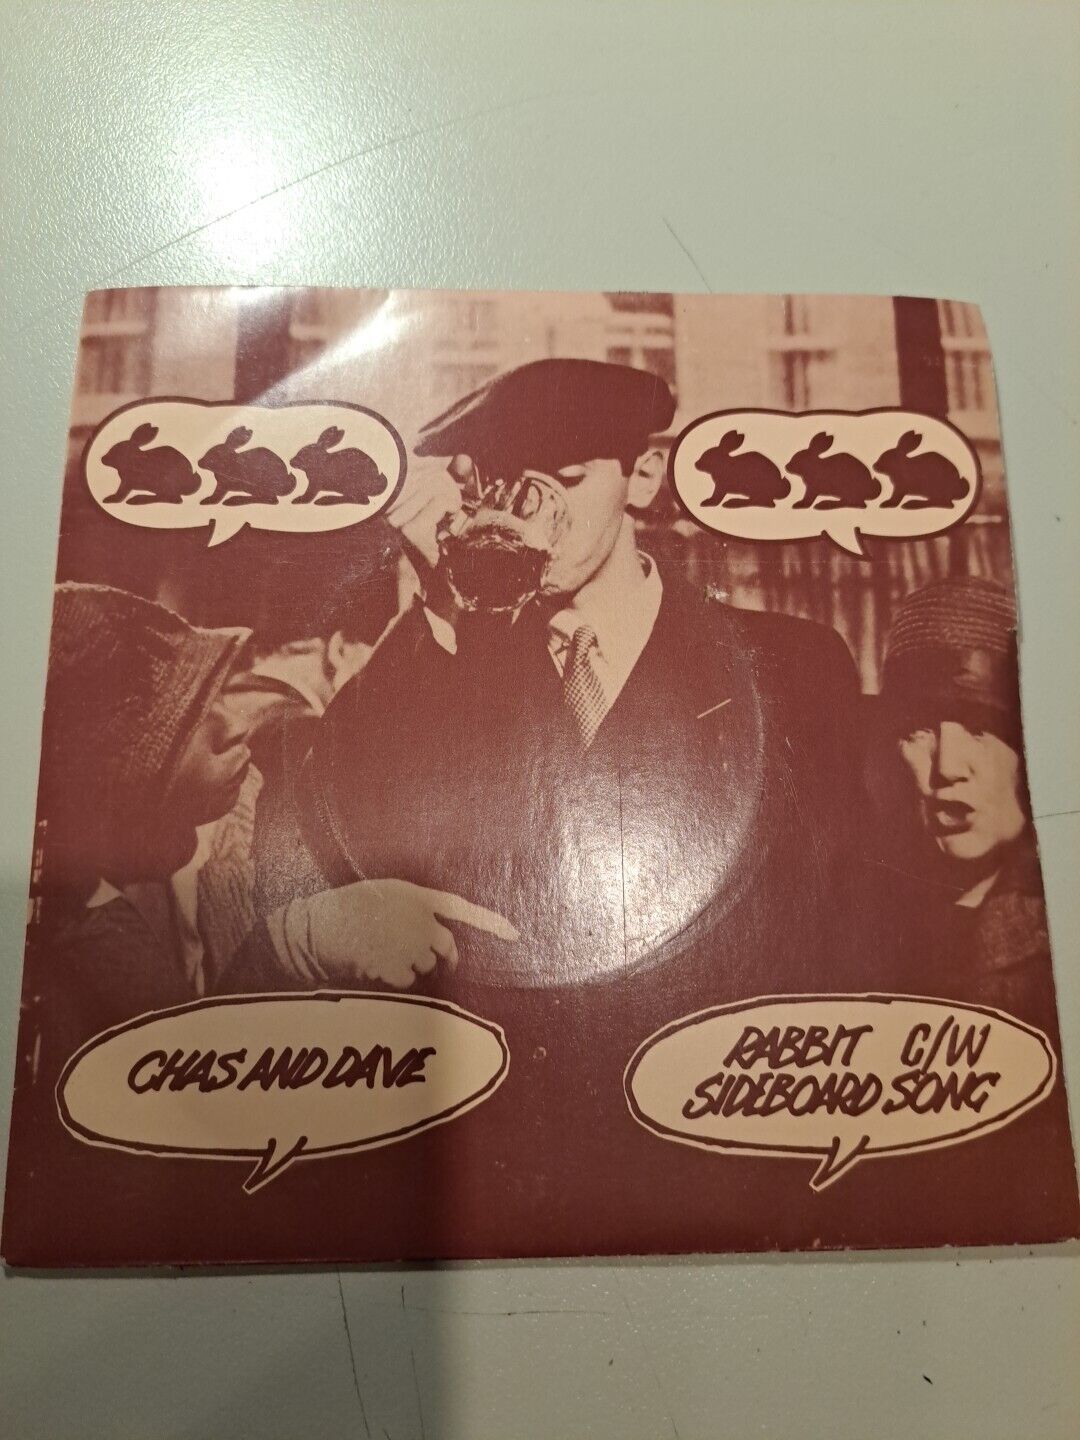 CHAS AND DAVE
RABBIT C/W
SIDEBOARD SONG